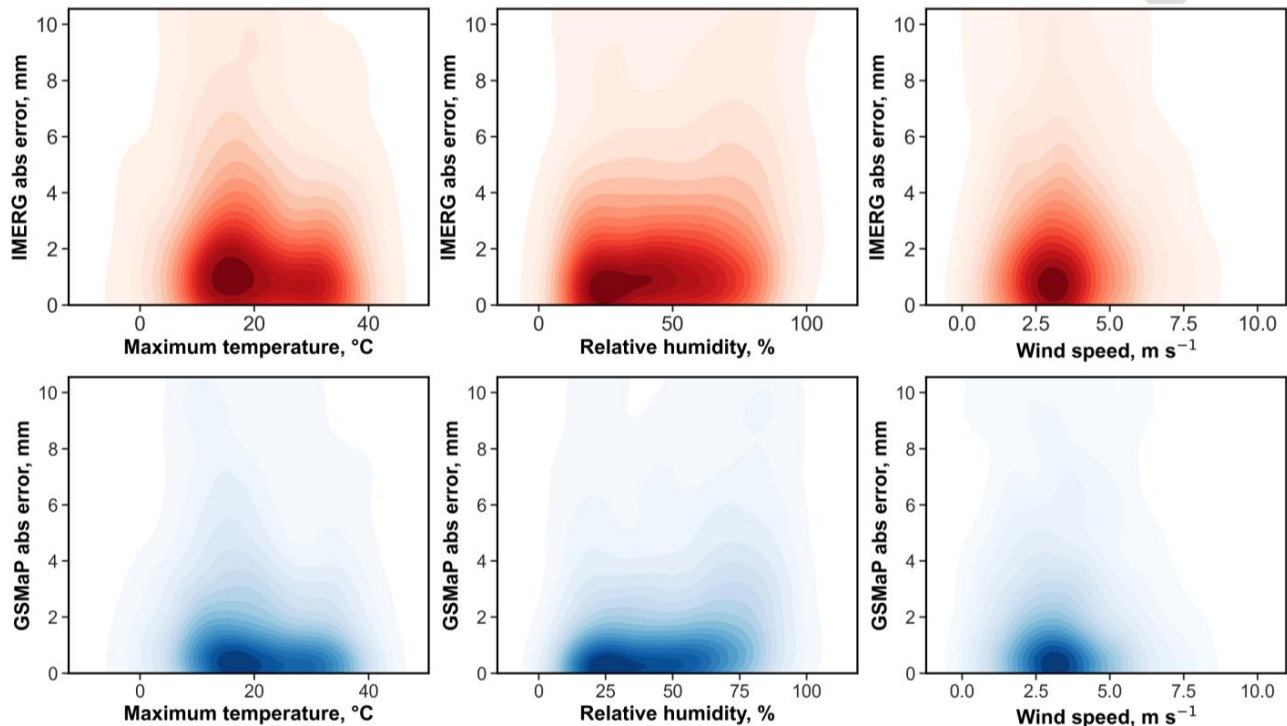 IMERG abs error, mm
10
8
6
4
2
0
0 20 40
Maximum temperature, °C
IMERG abs error, mm
10
8
6
4
2
0
0 50 100
Relative humidity, %
IMERG abs error, mm
10
8
6
4
2
0
0.0 2.5 5.0 7.5 10.0
Wind speed, m s⁻¹
GSMaP abs error, mm
10
8
6
4
2
0
0 20 40
Maximum temperature, °C
GSMaP abs error, mm
10
8
6
4
2
0
0 25 50 75 100
Relative humidity, %
GSMaP abs error, mm
10
8
6
4
2
0
0.0 2.5 5.0 7.5 10.0
Wind speed, m s⁻¹